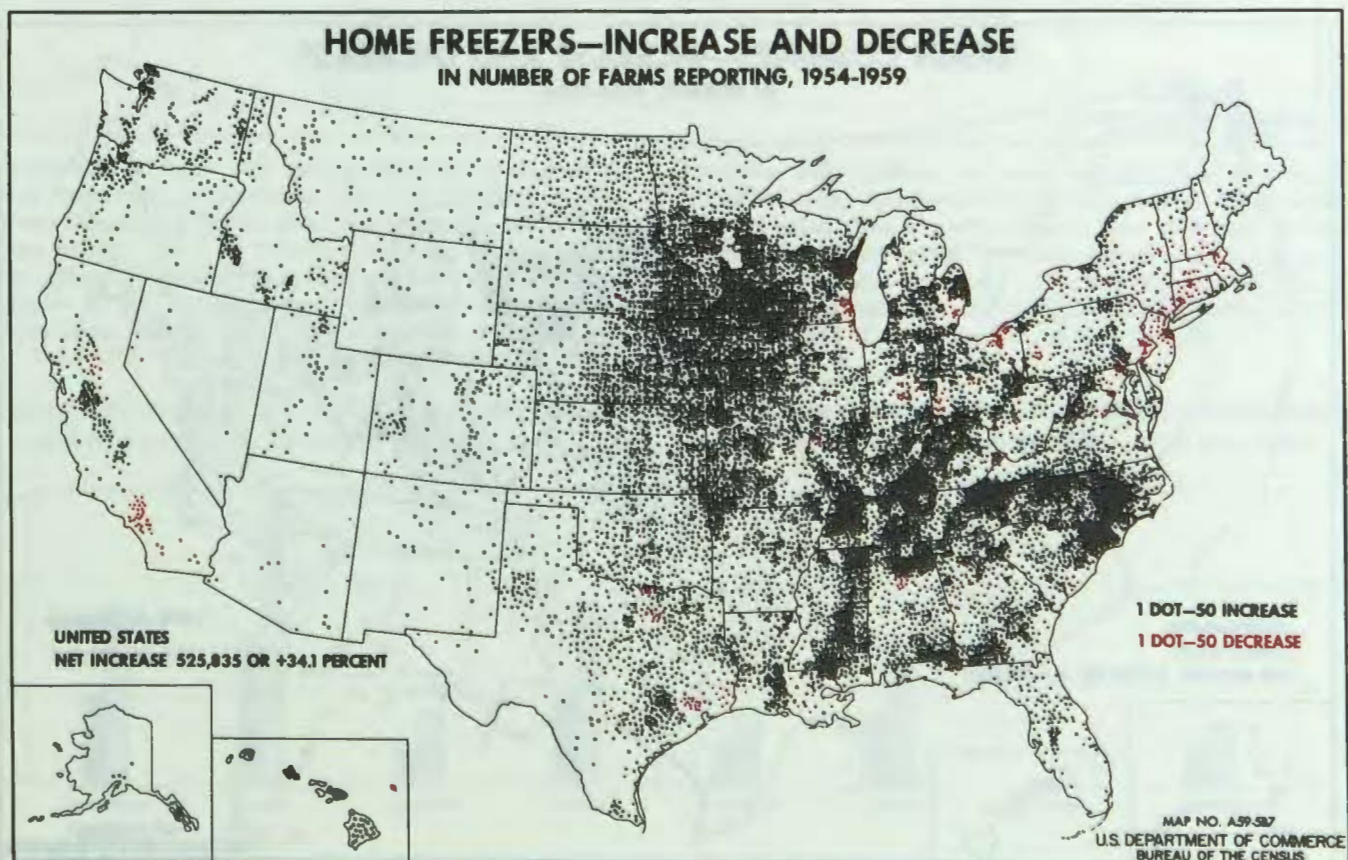 HOME FREEZERS—INCREASE AND DECREASE
IN NUMBER OF FARMS REPORTING, 1954-1959
1 DOT—50 INCREASE
1 DOT—50 DECREASE
UNITED STATES
NET INCREASE 525,835 OR +34.1 PERCENT
MAP NO. A59-587
U.S. DEPARTMENT OF COMMERCE
BUREAU OF THE CENSUS